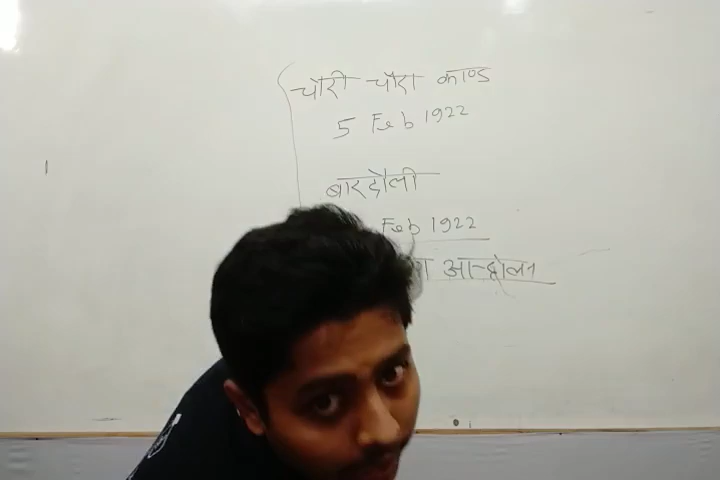 चौरी चौरा काण्ड
5 Feb 1922
बारदौली
Feb 1922
आन्दोलन